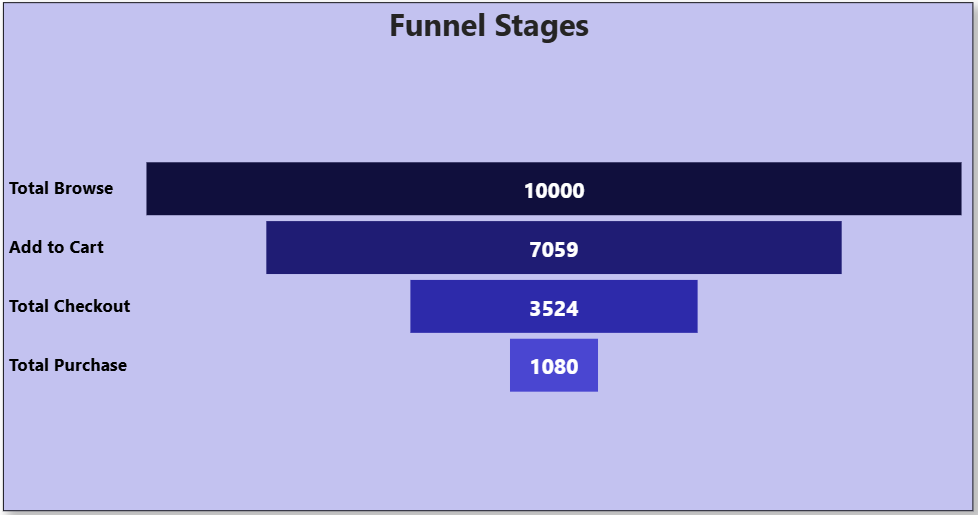 Funnel Stages
Total Browse 10000
Add to Cart 7059
Total Checkout 3524
Total Purchase 1080